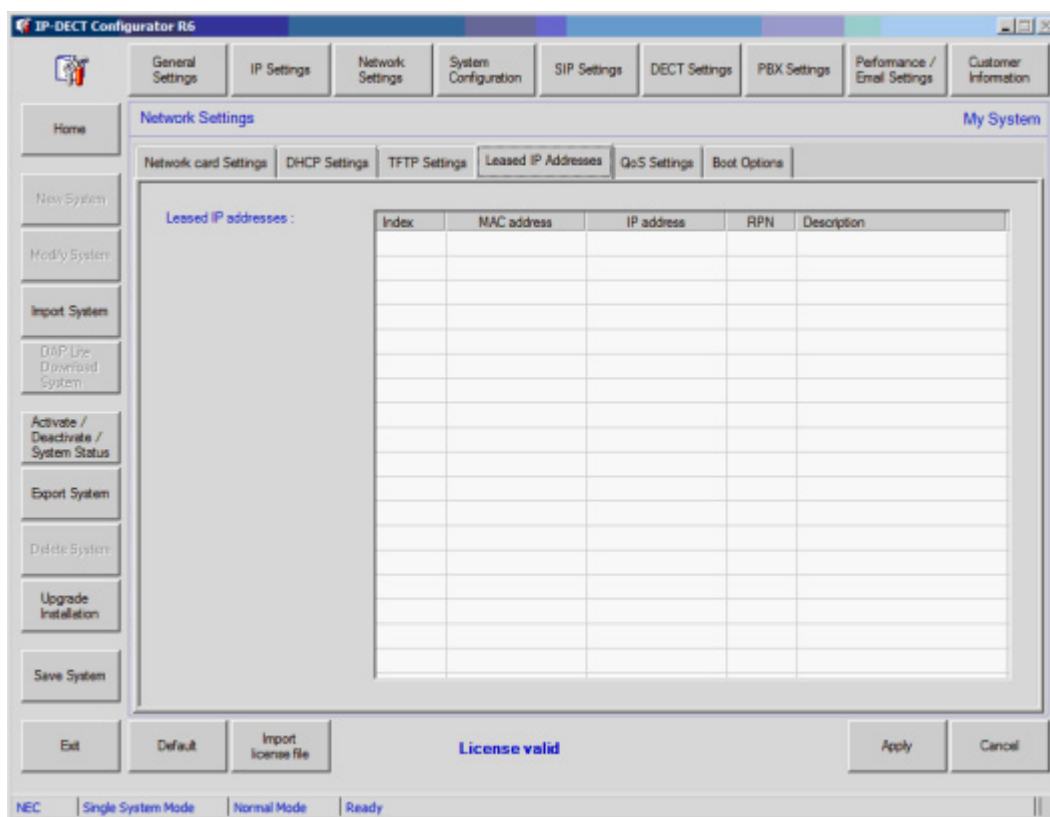 IP-DECT Configurator R6
General
Settings
IP Settings
Network
Settings
System
Configuration
SIP Settings
DECT Settings
PBX Settings
Performance /
Email Settings
Customer
Information
Home
Network Settings
My System
Network card Settings
DHCP Settings
TFTP Settings
Leased IP Addresses
QoS Settings
Boot Options
New System
Leased IP addresses :
Index
MAC address
IP address
RPN
Description
Modify System
Import System
DAP Lite
Download
System
Activate /
Deactivate /
System Status
Export System
Delete System
Upgrade
Installation
Save System
Exit
Default
Import
license file
License valid
Apply
Cancel
NEC
Single System Mode
Normal Mode
Ready